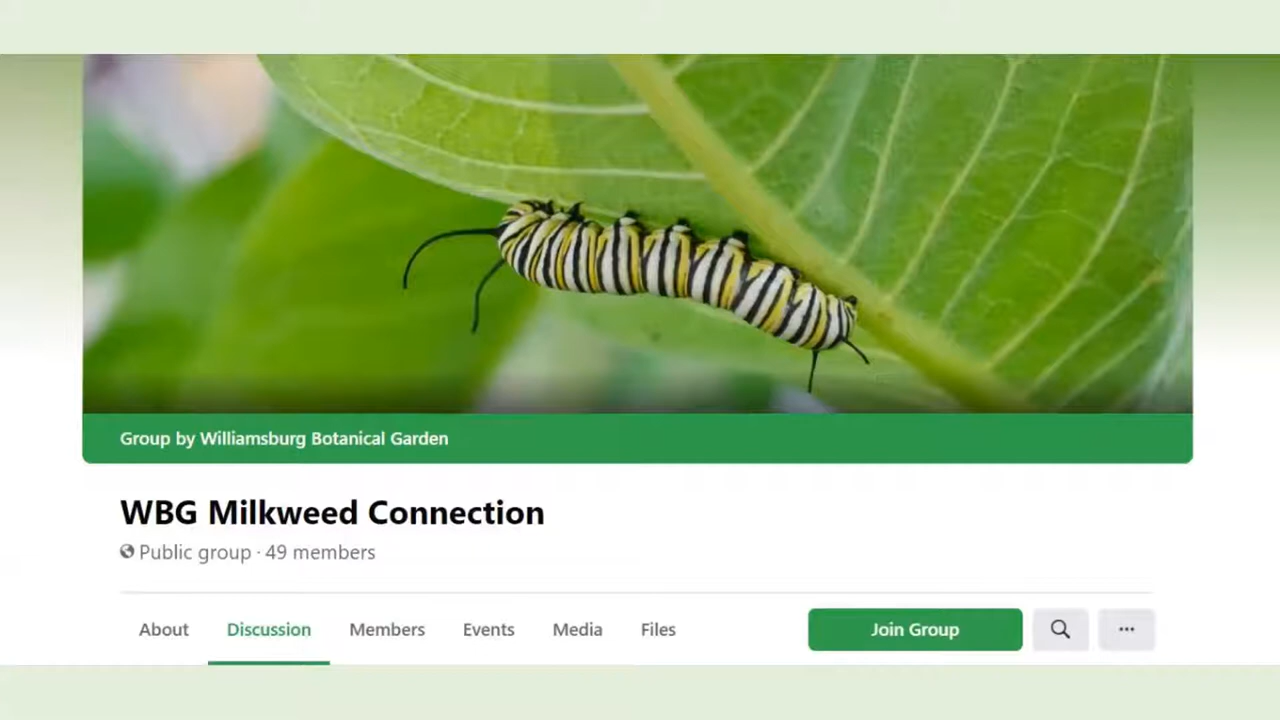 Group by Williamsburg Botanical Garden
WBG Milkweed Connection
Public group · 49 members
About Discussion Members Events Media Files Join Group